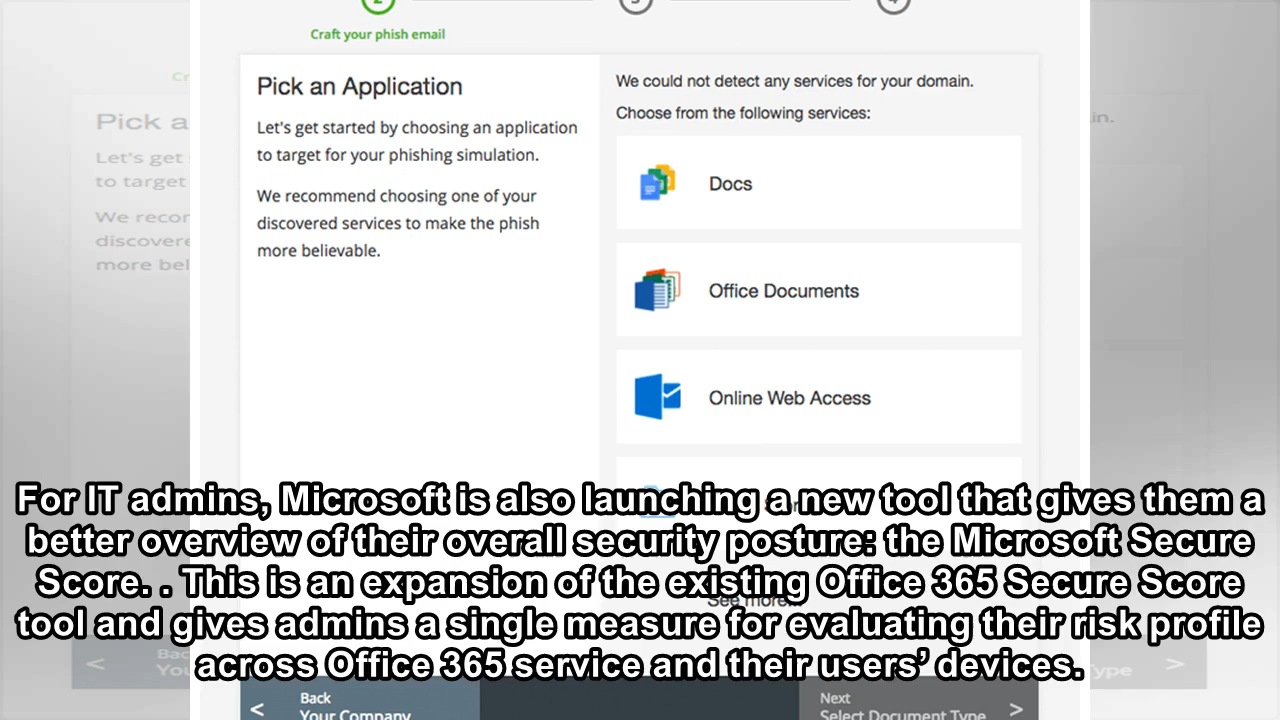 2
3
4
Craft your phish email
Pick an Application
Let's get started by choosing an application
to target for your phishing simulation.
We recommend choosing one of your
discovered services to make the phish
more believable.
We could not detect any services for your domain.
Choose from the following services:
Docs
Office Documents
Online Web Access
See more...
For IT admins, Microsoft is also launching a new tool that gives them a
better overview of their overall security posture: the Microsoft Secure
Score. . This is an expansion of the existing Office 365 Secure Score
tool and gives admins a single measure for evaluating their risk profile
across Office 365 service and their users’ devices.
< Back
Your Company
Next >
Select Document Type